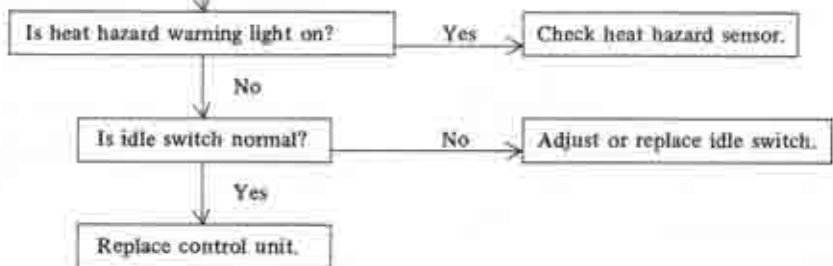 Is heat hazard warning light on?
Yes
Check heat hazard sensor.
No
Is idle switch normal?
No
Adjust or replace idle switch.
Yes
Replace control unit.